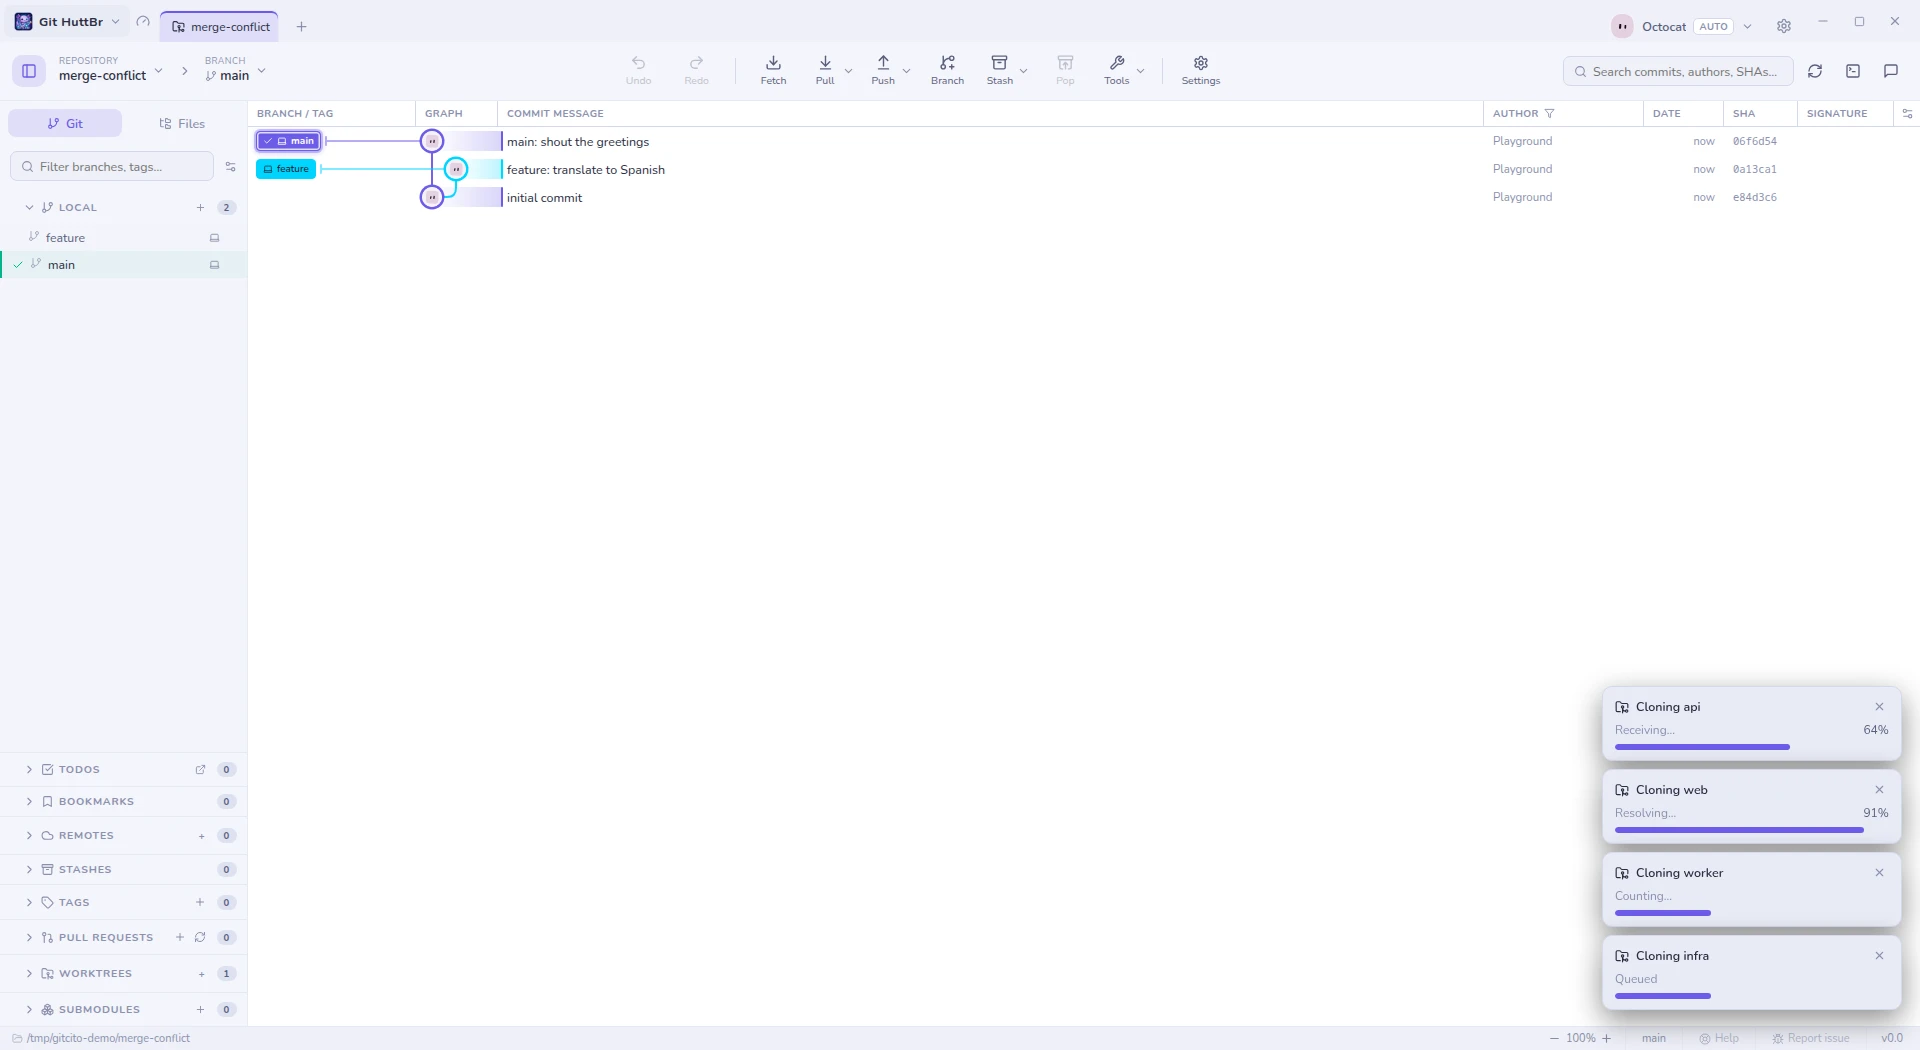 Git HuttBr
merge-conflict
Octocat AUTO
REPOSITORY
merge-conflict
BRANCH
main
Undo
Redo
Fetch
Pull
Push
Branch
Stash
Pop
Tools
Settings
Search commits, authors, SHAs...
Git
Files
Filter branches, tags...
LOCAL 2
feature
main
BRANCH / TAG GRAPH COMMIT MESSAGE AUTHOR DATE SHA SIGNATURE
main main: shout the greetings Playground now 06f6d54
feature feature: translate to Spanish Playground now 0a13ca1
initial commit Playground now e84d3c6
TODOS 0
BOOKMARKS 0
REMOTES 0
STASHES 0
TAGS 0
PULL REQUESTS 0
WORKTREES 1
SUBMODULES 0
Cloning api
Receiving... 64%
Cloning web
Resolving... 91%
Cloning worker
Counting...
Cloning infra
Queued
/tmp/gitcito-demo/merge-conflict
100%
main
Help
Report issue
v0.0